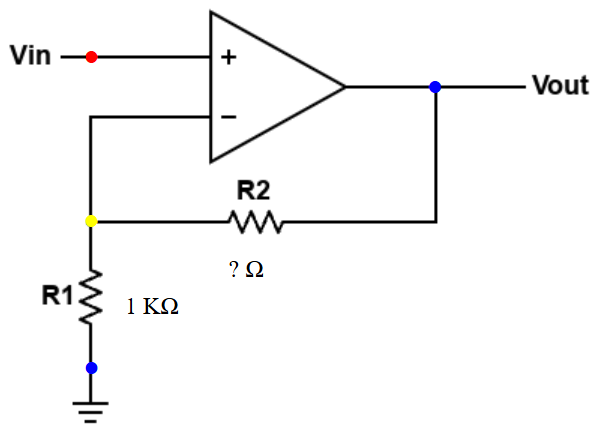 Vin
+
Vout
−
R2
? Ω
R1
1 KΩ